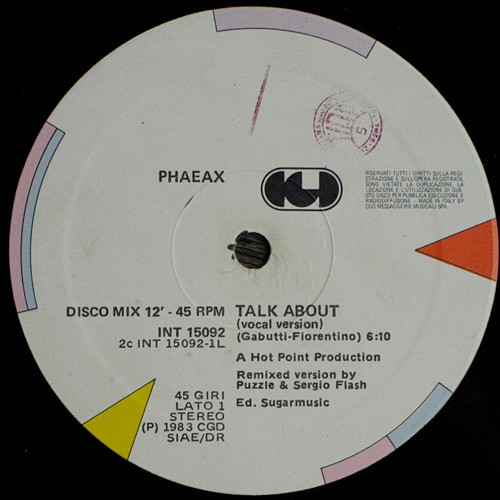 PHAEAX
CGD
RISERVATI TUTTI I DIRITTI SULLA REGI-
STRAZIONE E SULL'OPERA REGISTRATA.
SONO VIETATE LA DUPLICAZIONE, LA
LOCAZIONE E L'UTILIZZAZIONE DI QUE-
STO DISCO PER PUBBLICA ESECUZIONE E
RADIODIFFUSIONE - MADE IN ITALY BY
CGD MESSAGGERIE MUSICALI SPA
DISCO MIX 12' - 45 RPM
INT 15092
2c INT 15092-1L
TALK ABOUT
(vocal version)
(Gabutti-Fiorentino) 6:10
A Hot Point Production
Remixed version by
Puzzle & Sergio Flash
Ed. Sugarmusic
45 GIRI
LATO 1
STEREO
(P) 1983 CGD
SIAE/DR